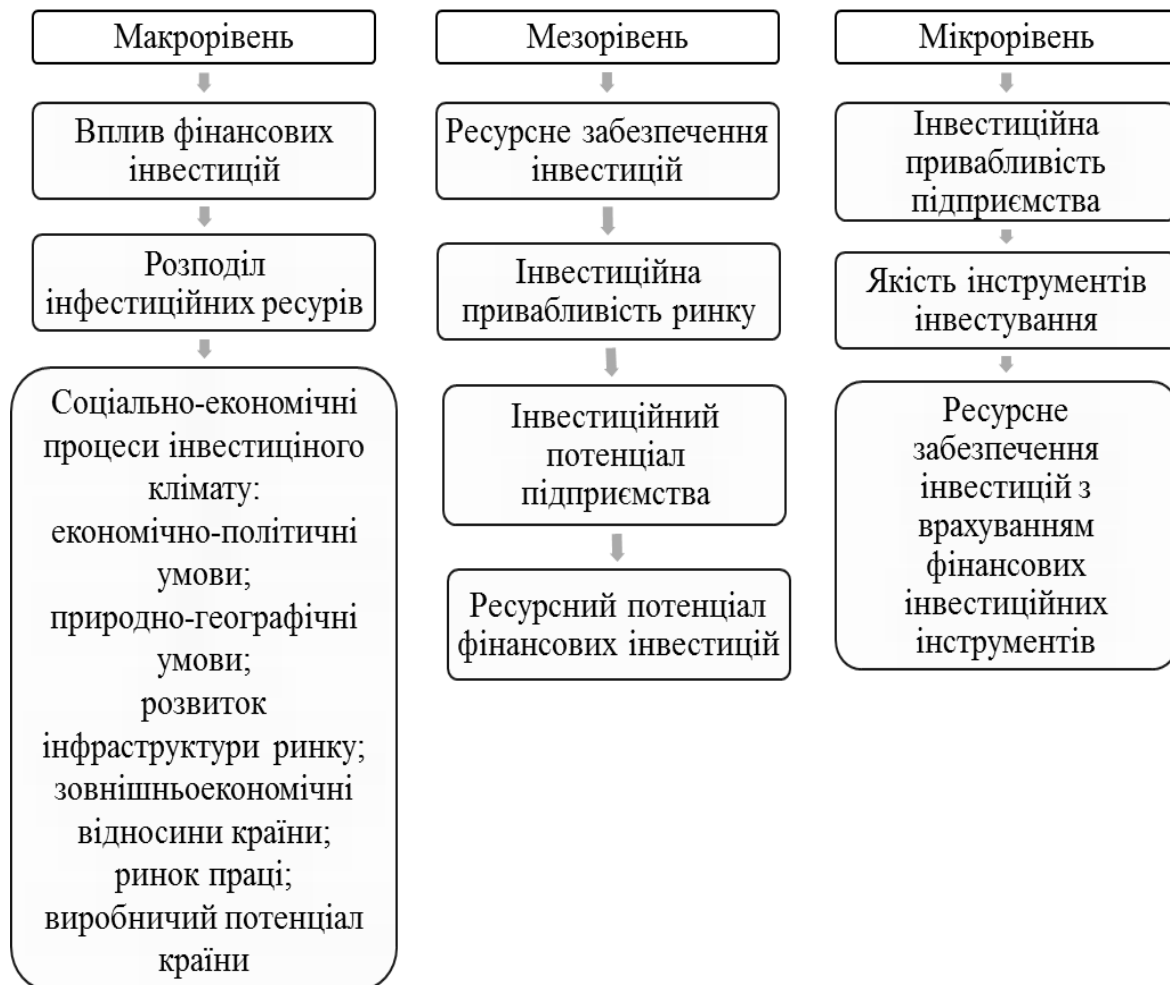 Макрорівень
Вплив фінансових
інвестицій
Розподіл
інфестиційних ресурів
Соціально-економічні
процеси інвестиціного
клімату:
економічно-політичні
умови;
природно-географічні
умови;
розвиток
інфраструктури ринку;
зовнішньоекономічні
відносини країни;
ринок праці;
виробничий потенціал
країни
Мезорівень
Ресурсне забезпечення
інвестицій
Інвестиційна
привабливість ринку
Інвестиційний
потенціал
підприємства
Ресурсний потенціал
фінансових інвестицій
Мікрорівень
Інвестиційна
привабливість
підприємства
Якість інструментів
інвестування
Ресурсне
забезпечення
інвестицій з
врахуванням
фінансових
інвестиційних
інструментів